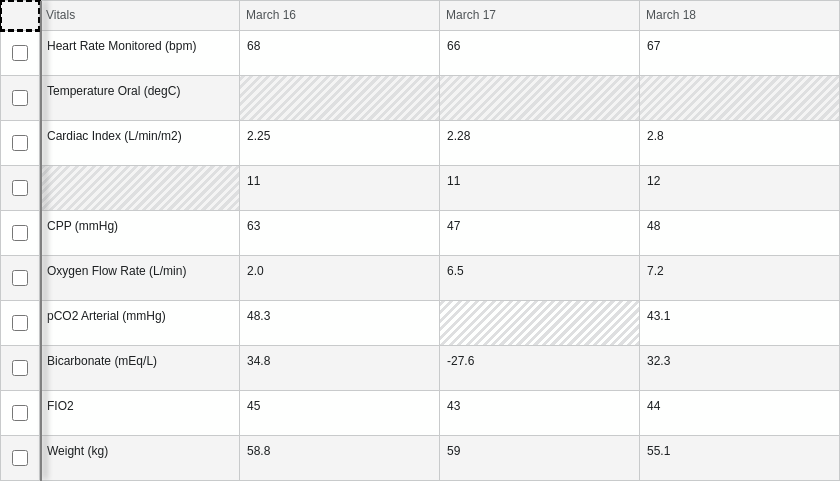 Vitals March 16 March 17 March 18
Heart Rate Monitored (bpm) 68 66 67
Temperature Oral (degC)
Cardiac Index (L/min/m2) 2.25 2.28 2.8
11 11 12
CPP (mmHg) 63 47 48
Oxygen Flow Rate (L/min) 2.0 6.5 7.2
pCO2 Arterial (mmHg) 48.3 43.1
Bicarbonate (mEq/L) 34.8 -27.6 32.3
FIO2 45 43 44
Weight (kg) 58.8 59 55.1